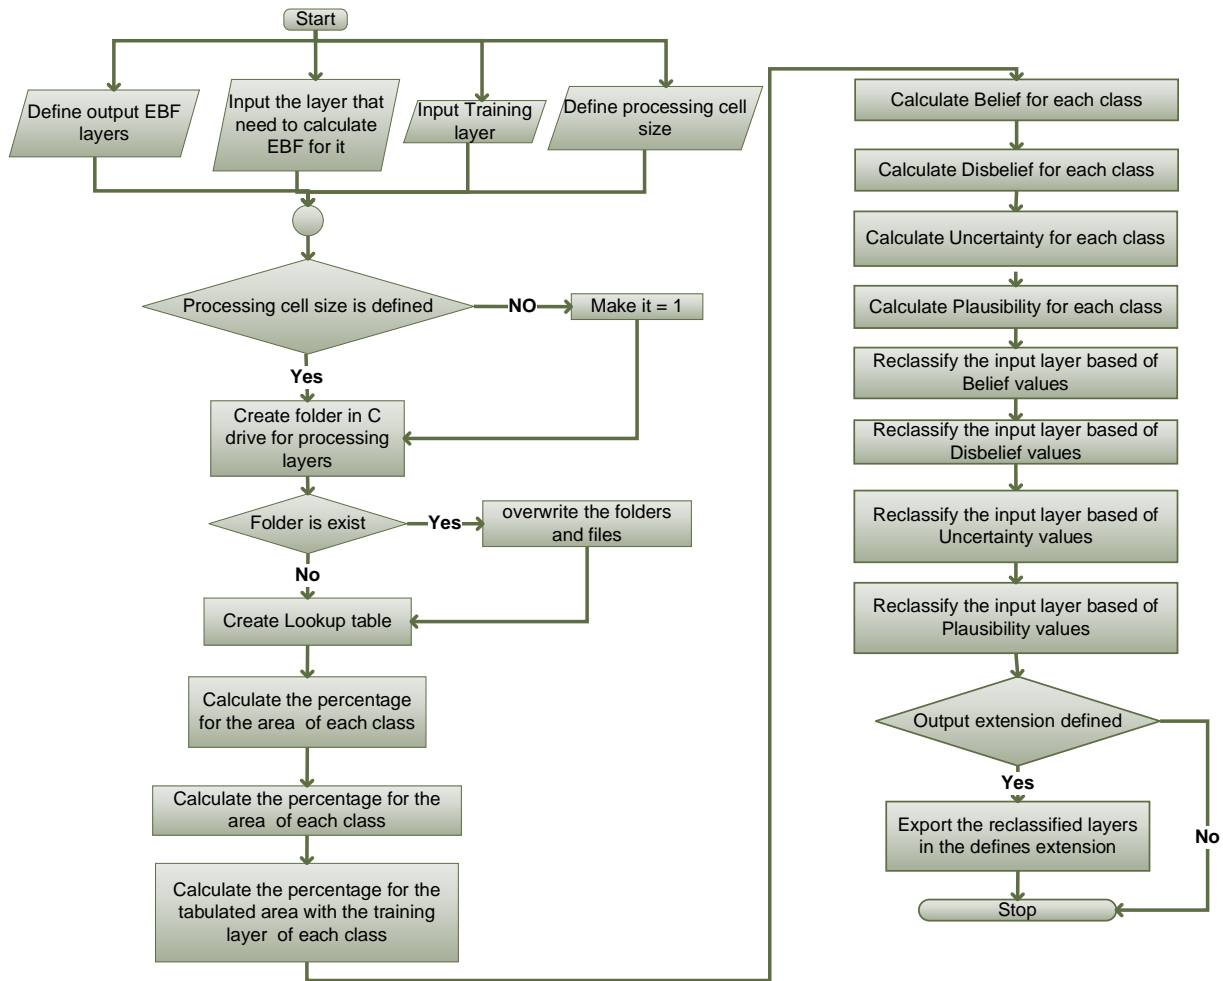 Start
Define output EBF
layers
Input the layer that
need to calculate
EBF for it
Input Training
layer
Define processing cell
size
Processing cell size is defined
NO
Make it = 1
Yes
Create folder in C
drive for processing
layers
Folder is exist
Yes
overwrite the folders
and files
No
Create Lookup table
Calculate the percentage
for the area of each class
Calculate the percentage for the
area of each class
Calculate the percentage for the
tabulated area with the training
layer of each class
Calculate Belief for each class
Calculate Disbelief for each class
Calculate Uncertainty for each class
Calculate Plausibility for each class
Reclassify the input layer based of
Belief values
Reclassify the input layer based of
Disbelief values
Reclassify the input layer based of
Uncertainty values
Reclassify the input layer based of
Plausibility values
Output extension defined
Yes
No
Export the reclassified layers
in the defines extension
Stop